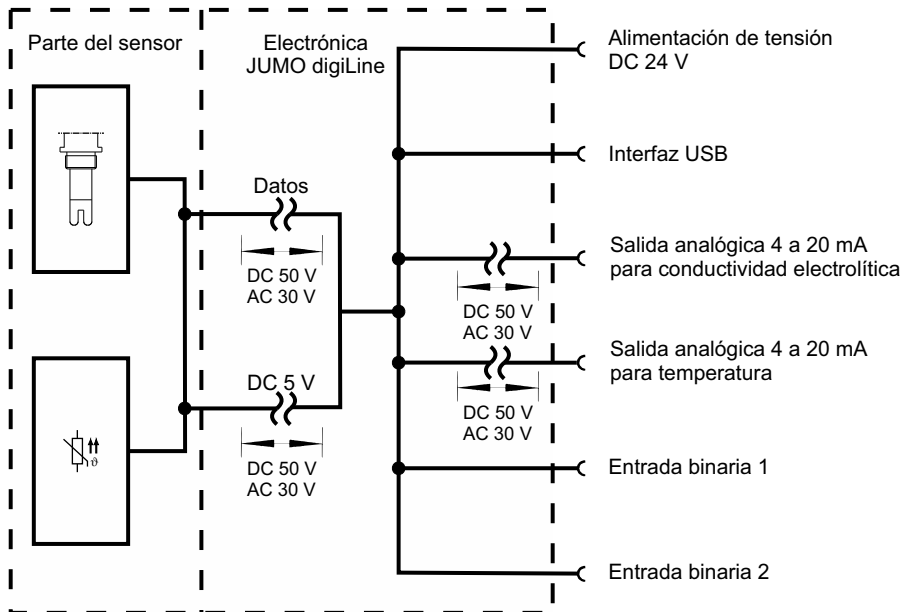 Parte del sensor
Electrónica
JUMO digiLine
Datos
DC 50 V
AC 30 V
DC 5 V
DC 50 V
AC 30 V
DC 50 V
AC 30 V
DC 50 V
AC 30 V
Alimentación de tensión
DC 24 V
Interfaz USB
Salida analógica 4 a 20 mA
para conductividad electrolítica
Salida analógica 4 a 20 mA
para temperatura
Entrada binaria 1
Entrada binaria 2
ϑ